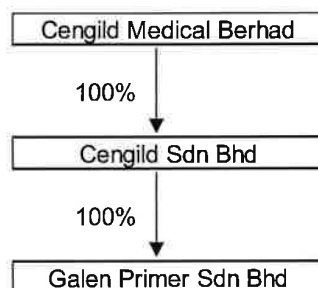 Cengild Medical Berhad
100%
Cengild Sdn Bhd
100%
Galen Primer Sdn Bhd